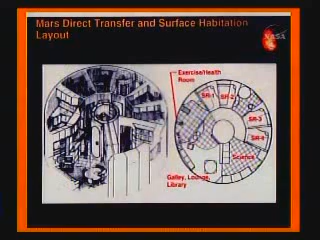 Mars Direct Transfer and Surface Habitation
Layout
NASA
Exercise/Health
Room
SR-1
SR-2
SR-3
SR-4
Science
Galley, Lounge,
Library